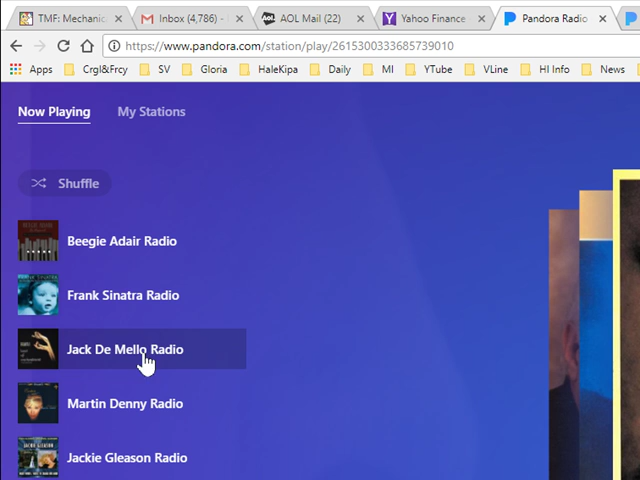 TMF: Mechanic
Inbox (4,786) -
AOL Mail (22)
Yahoo Finance
Pandora Radio
https://www.pandora.com/station/play/2615300333685739010
Apps
Crgl&Frcy
SV
Gloria
HaleKipa
Daily
MI
YTube
VLine
HI Info
News
Now Playing
My Stations
Shuffle
Beegie Adair Radio
Frank Sinatra Radio
Jack De Mello Radio
Martin Denny Radio
Jackie Gleason Radio